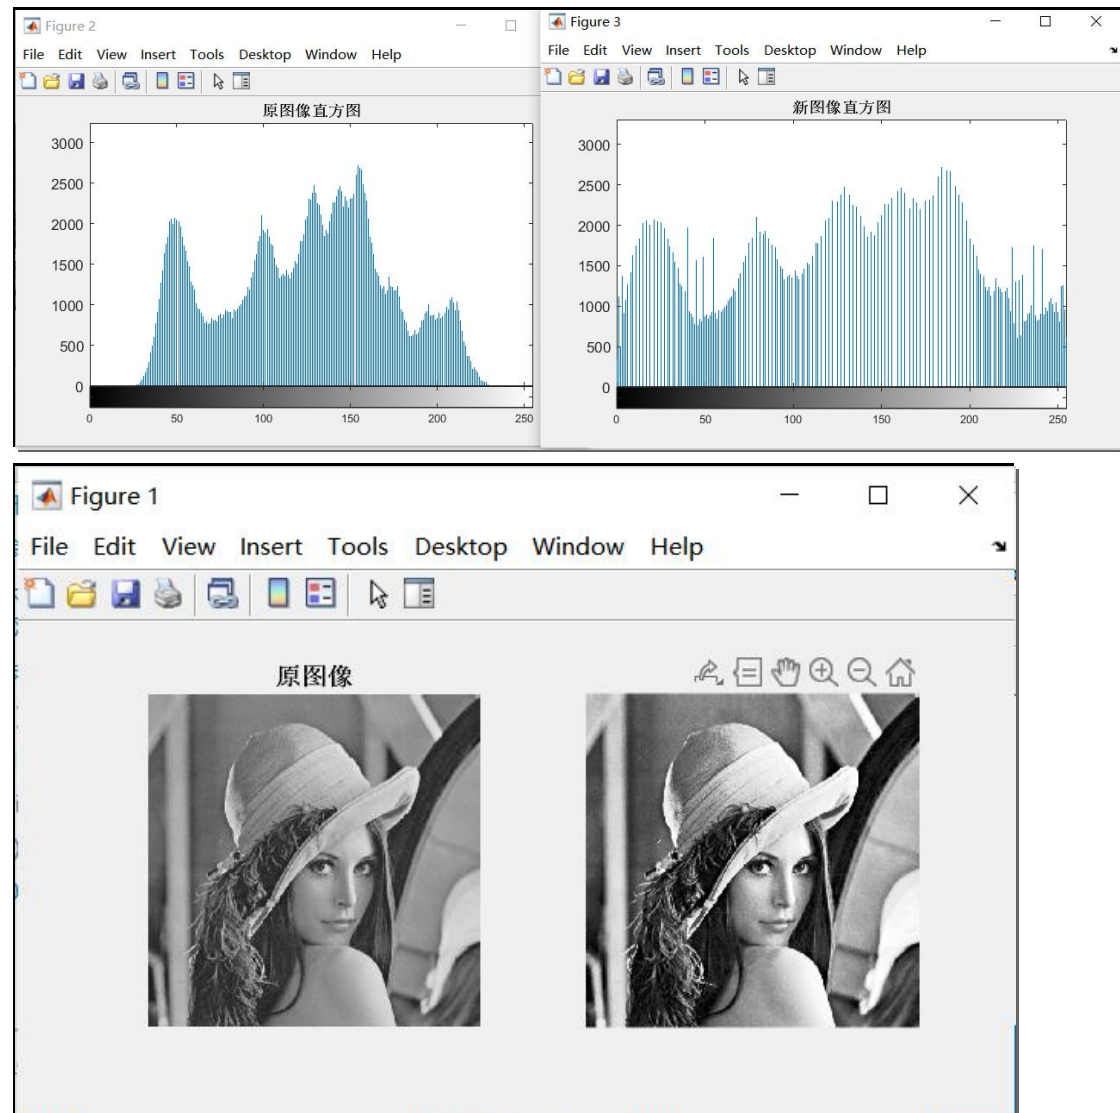 Figure 2
File Edit View Insert Tools Desktop Window Help
原图像直方图
3000
2500
2000
1500
1000
500
0
0 50 100 150 200 250
Figure 3
File Edit View Insert Tools Desktop Window Help
新图像直方图
3000
2500
2000
1500
1000
500
0
0 50 100 150 200 250
Figure 1
File Edit View Insert Tools Desktop Window Help
原图像